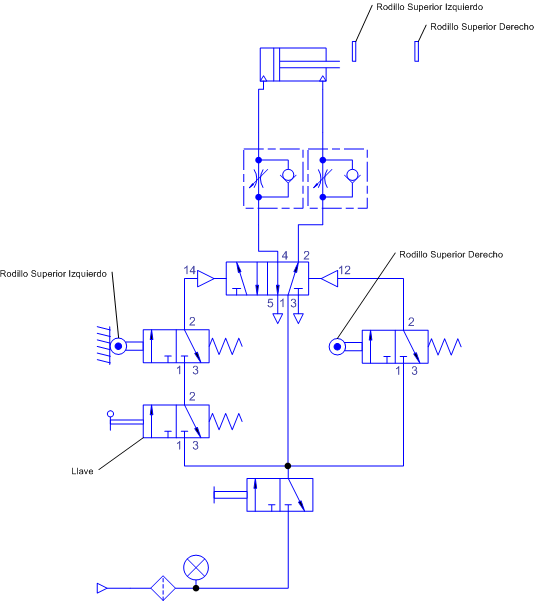 Rodillo Superior Izquierdo
Rodillo Superior Derecho
4 2
14 12
5 1 3
Rodillo Superior Derecho
Rodillo Superior Izquierdo
2
2
1 3
1 3
2
1 3
Llave